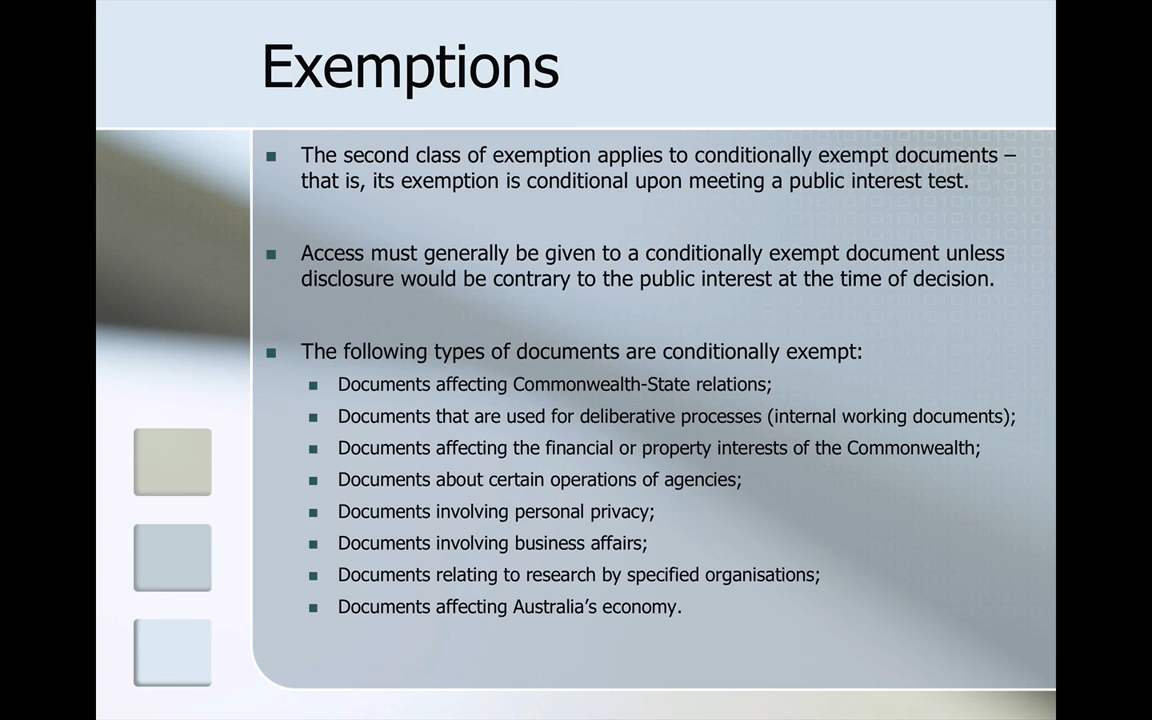 Exemptions
The second class of exemption applies to conditionally exempt documents –
that is, its exemption is conditional upon meeting a public interest test.
Access must generally be given to a conditionally exempt document unless
disclosure would be contrary to the public interest at the time of decision.
The following types of documents are conditionally exempt:
Documents affecting Commonwealth-State relations;
Documents that are used for deliberative processes (internal working documents);
Documents affecting the financial or property interests of the Commonwealth;
Documents about certain operations of agencies;
Documents involving personal privacy;
Documents involving business affairs;
Documents relating to research by specified organisations;
Documents affecting Australia’s economy.